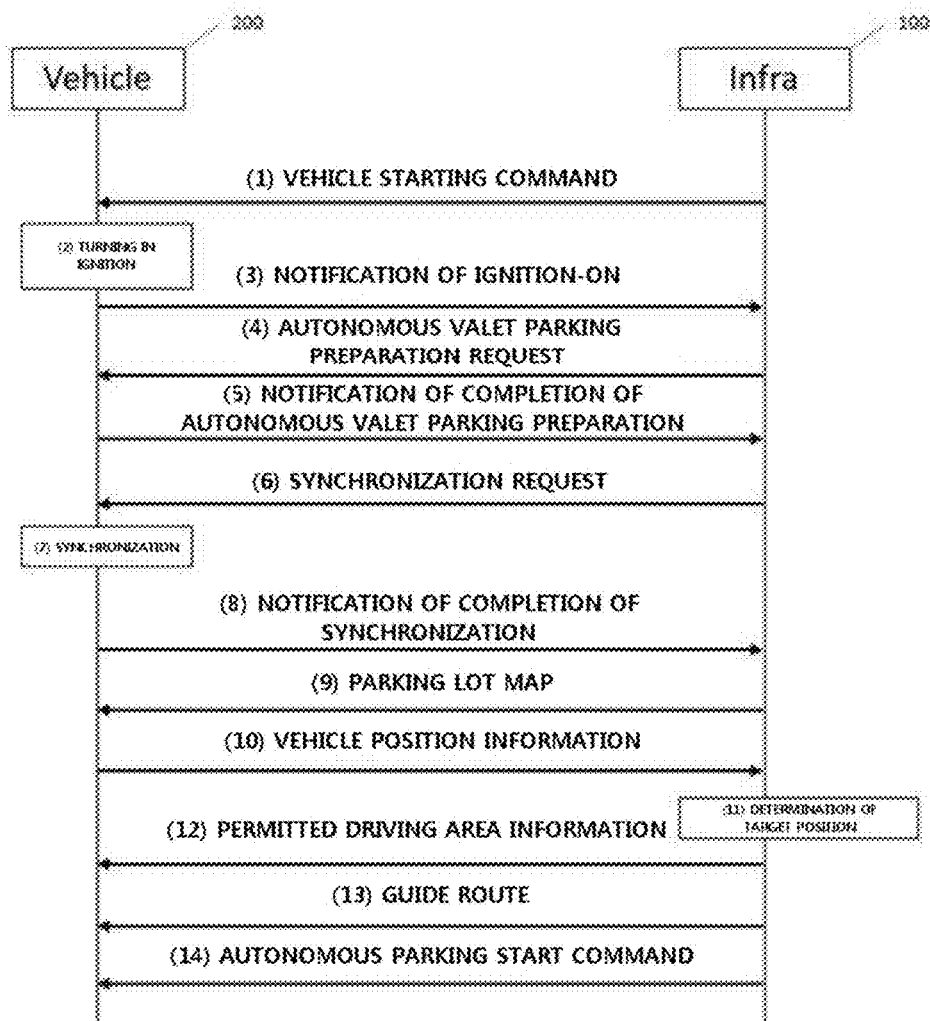 200
100
Vehicle
Infra
(1) VEHICLE STARTING COMMAND
(2) TURNING IN
IGNITION
(3) NOTIFICATION OF IGNITION-ON
(4) AUTONOMOUS VALET PARKING
PREPARATION REQUEST
(5) NOTIFICATION OF COMPLETION OF
AUTONOMOUS VALET PARKING PREPARATION
(6) SYNCHRONIZATION REQUEST
(7) SYNCHRONIZATION
(8) NOTIFICATION OF COMPLETION OF
SYNCHRONIZATION
(9) PARKING LOT MAP
(10) VEHICLE POSITION INFORMATION
(11) DETERMINATION OF
TARGET POSITION
(12) PERMITTED DRIVING AREA INFORMATION
(13) GUIDE ROUTE
(14) AUTONOMOUS PARKING START COMMAND